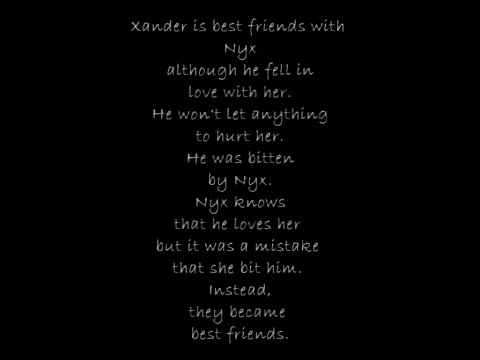 Xander is best friends with
Nyx
although he fell in
love with her.
He won't let anything
to hurt her.
He was bitten
by Nyx.
Nyx knows
that he loves her
but it was a mistake
that she bit him.
Instead,
they became
best friends.